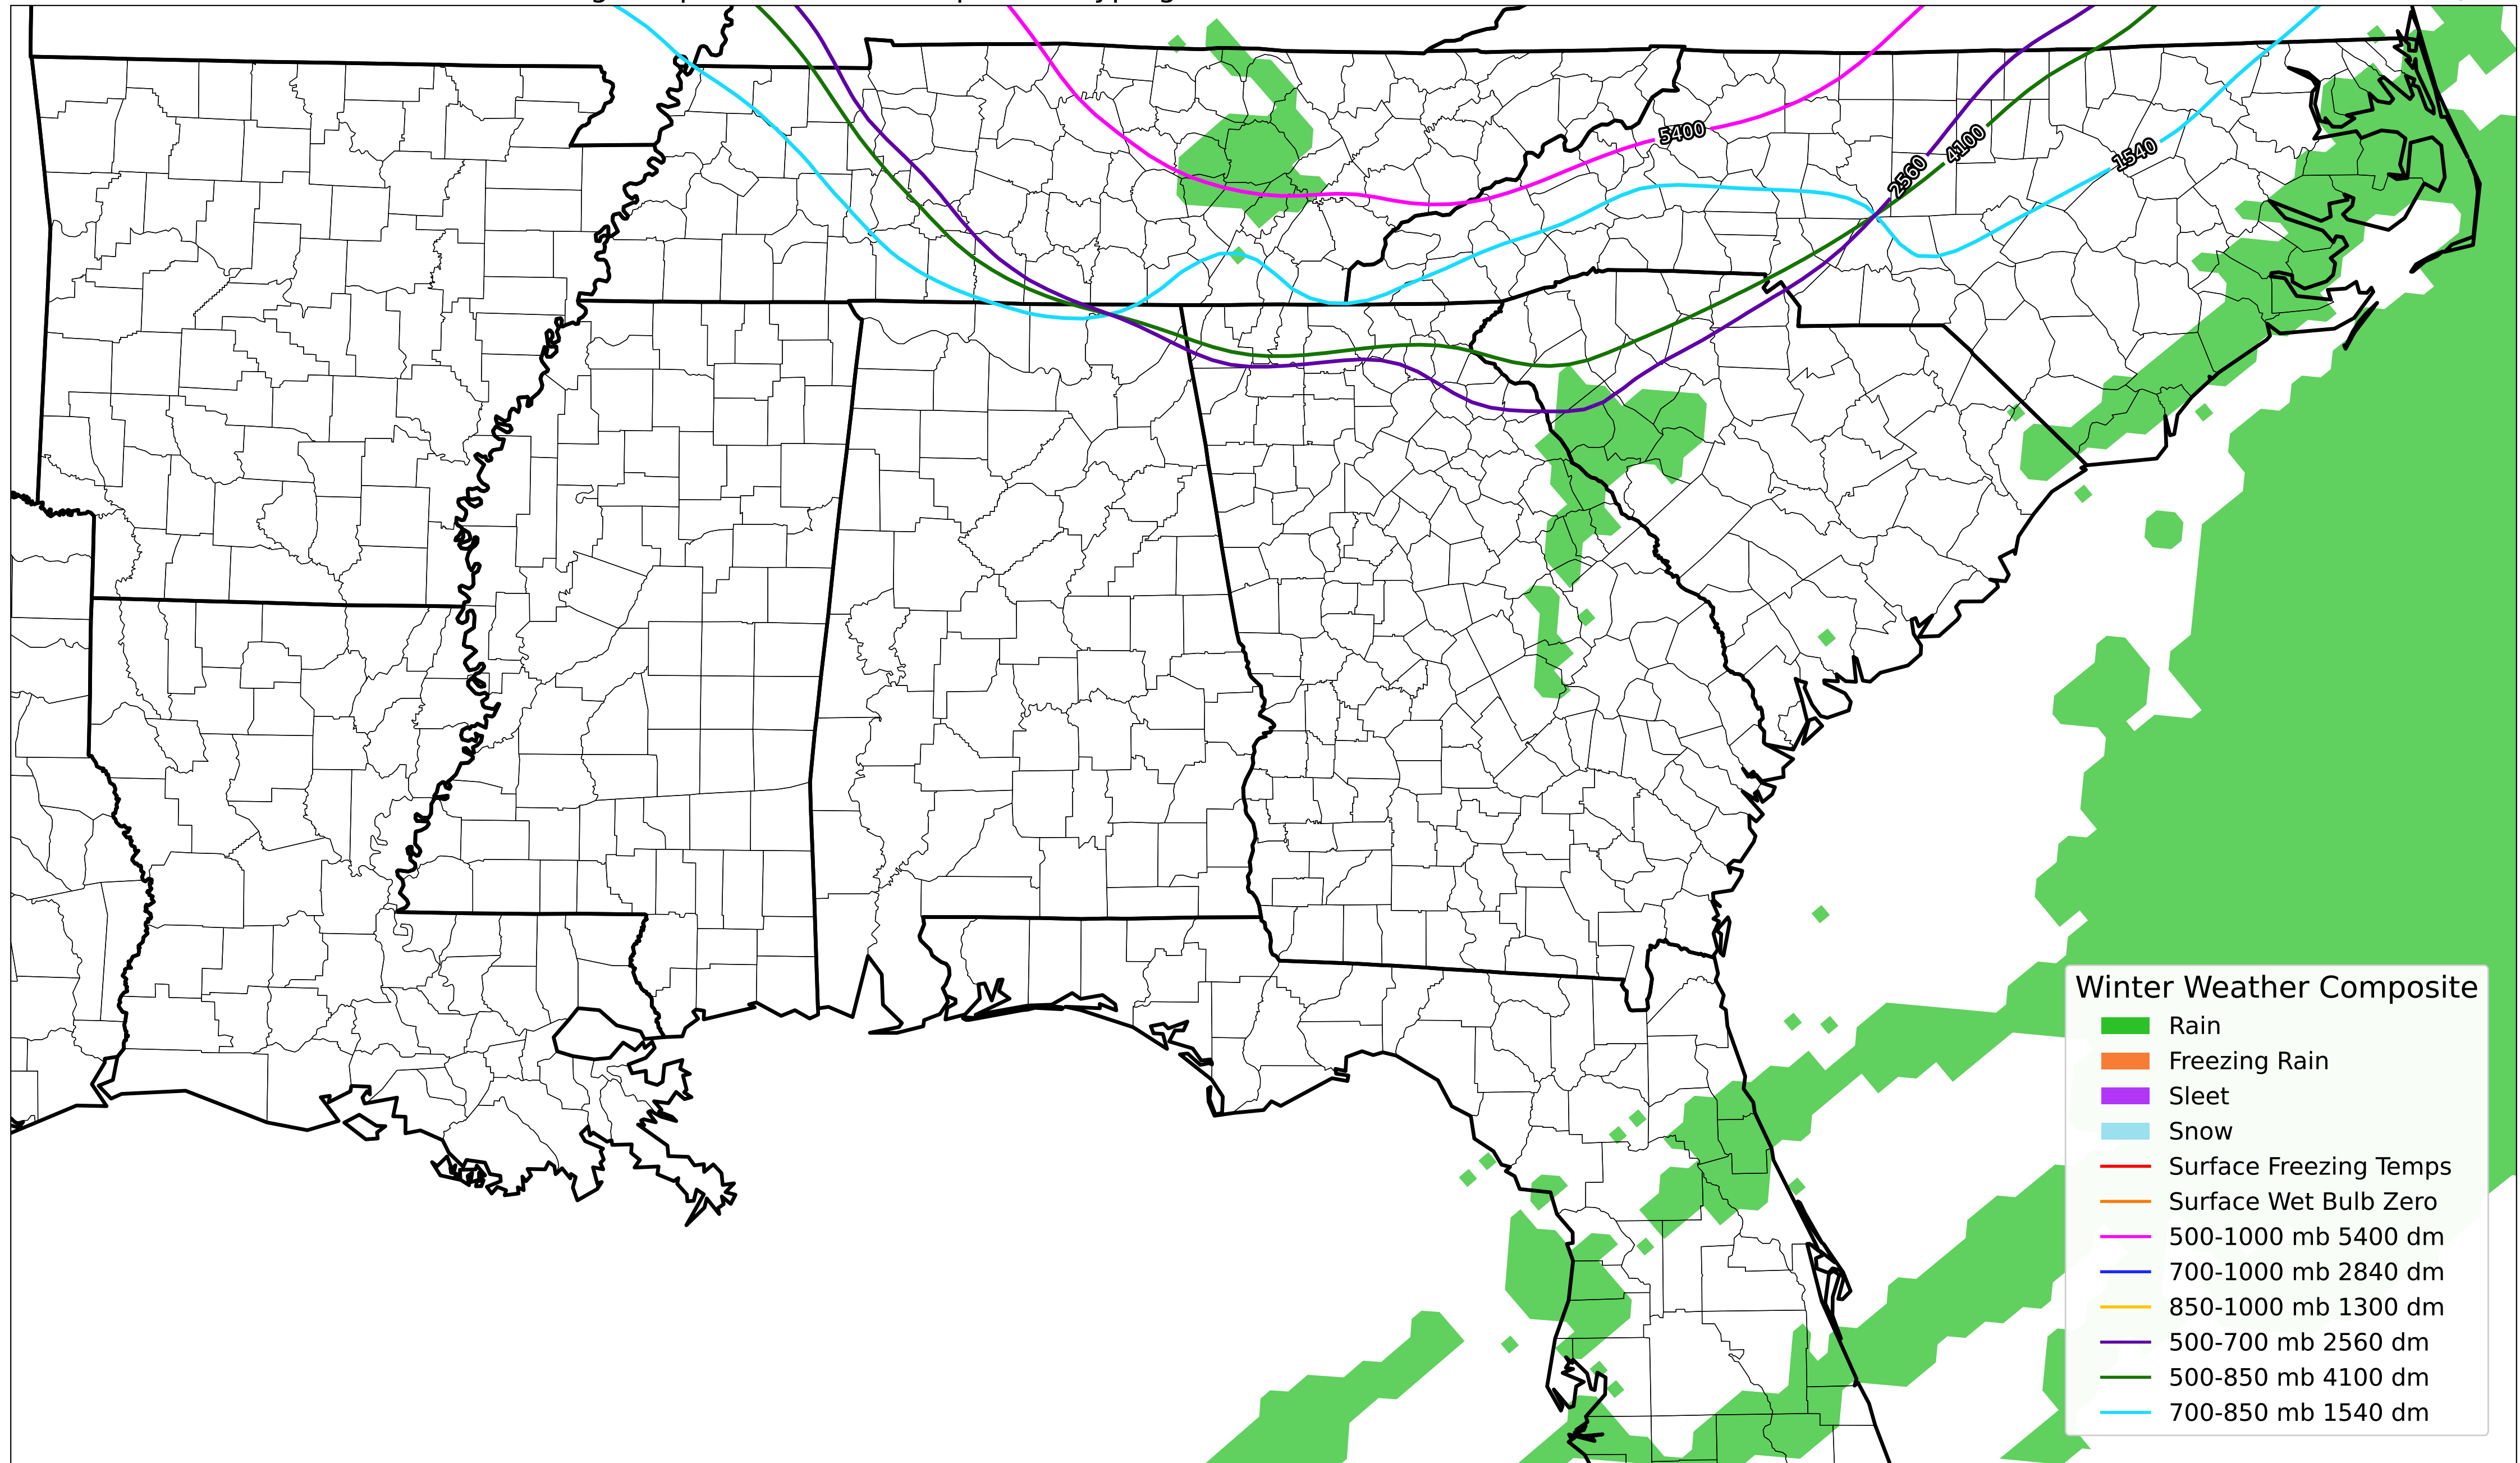 5400
2560
4100
1540
Winter Weather Composite
Rain
Freezing Rain
Sleet
Snow
Surface Freezing Temps
Surface Wet Bulb Zero
500-1000 mb 5400 dm
700-1000 mb 2840 dm
850-1000 mb 1300 dm
500-700 mb 2560 dm
500-850 mb 4100 dm
700-850 mb 1540 dm